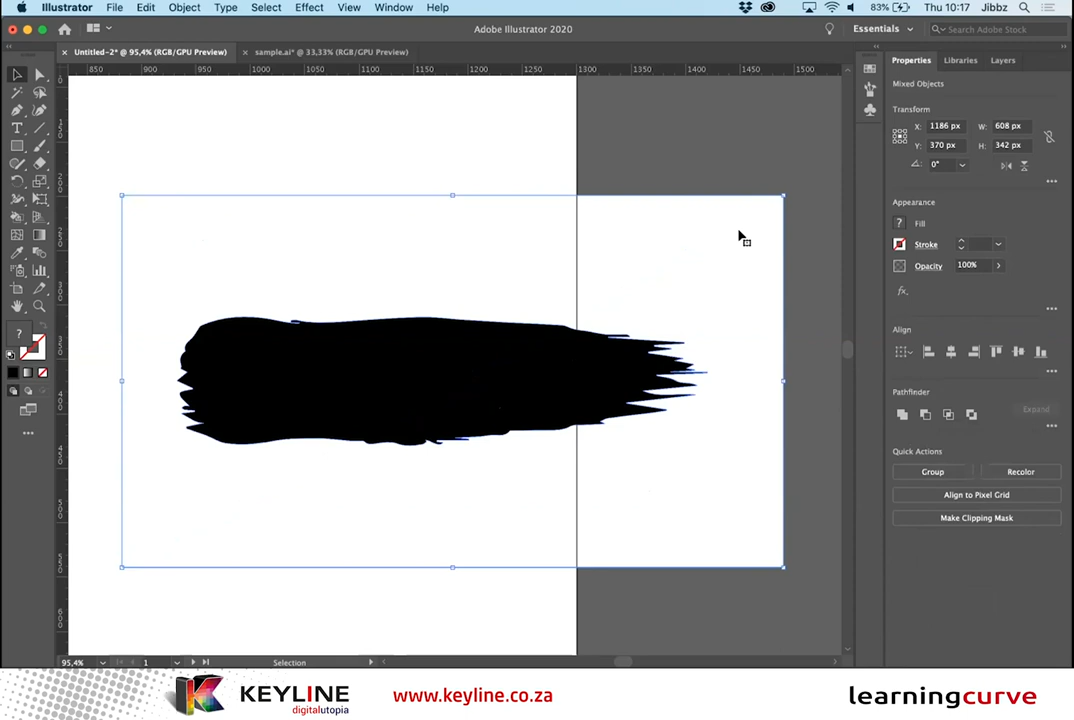 Illustrator File Edit Object Type Select Effect View Window Help 83% Thu 10:17 Jibbz
Adobe Illustrator 2020 Essentials Search Adobe Stock
× Untitled-2* @ 95,4% (RGB/GPU Preview) × sample.ai* @ 33,33% (RGB/GPU Preview)
850 900 950 1000 1050 1100 1150 1200 1250 1300 1350 1400 1450 1500
Properties Libraries Layers
Mixed Objects
Transform
X: 1186 px W: 608 px
Y: 370 px H: 342 px
0°
Appearance
? Fill
Stroke
Opacity 100%
fx
Align
Pathfinder
Expand
Quick Actions
Group Recolor
Align to Pixel Grid
Make Clipping Mask
95,4% 1 Selection
KEYLINE
digitalutopia
www.keyline.co.za
learningcurve